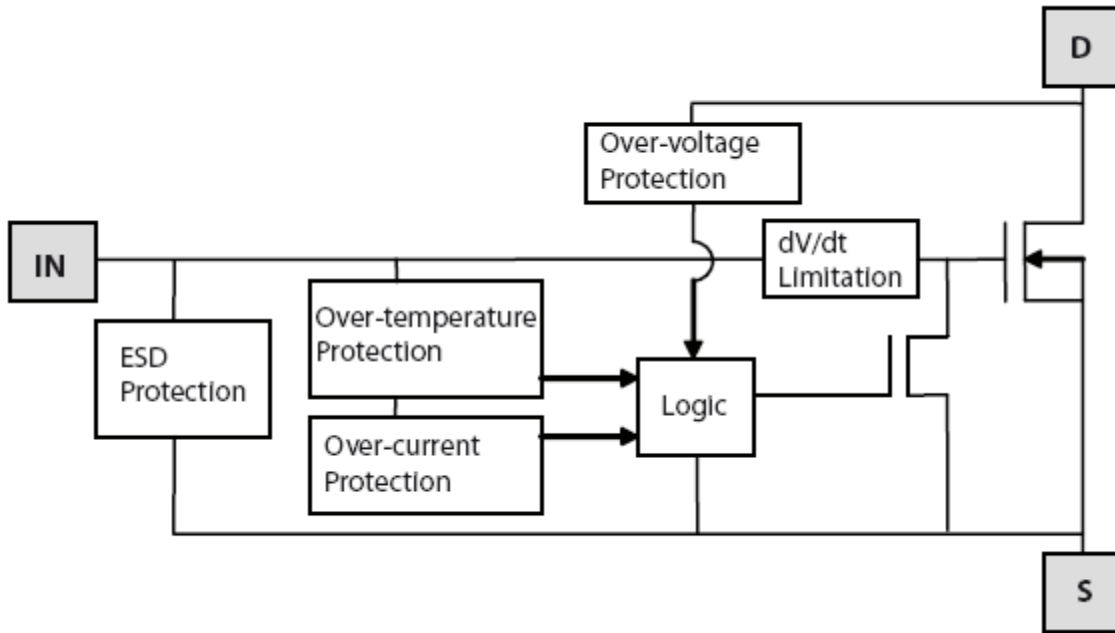 D
Over-voltage
Protection
IN
dV/dt
Limitation
Over-temperature
Protection
ESD
Protection
Logic
Over-current
Protection
S